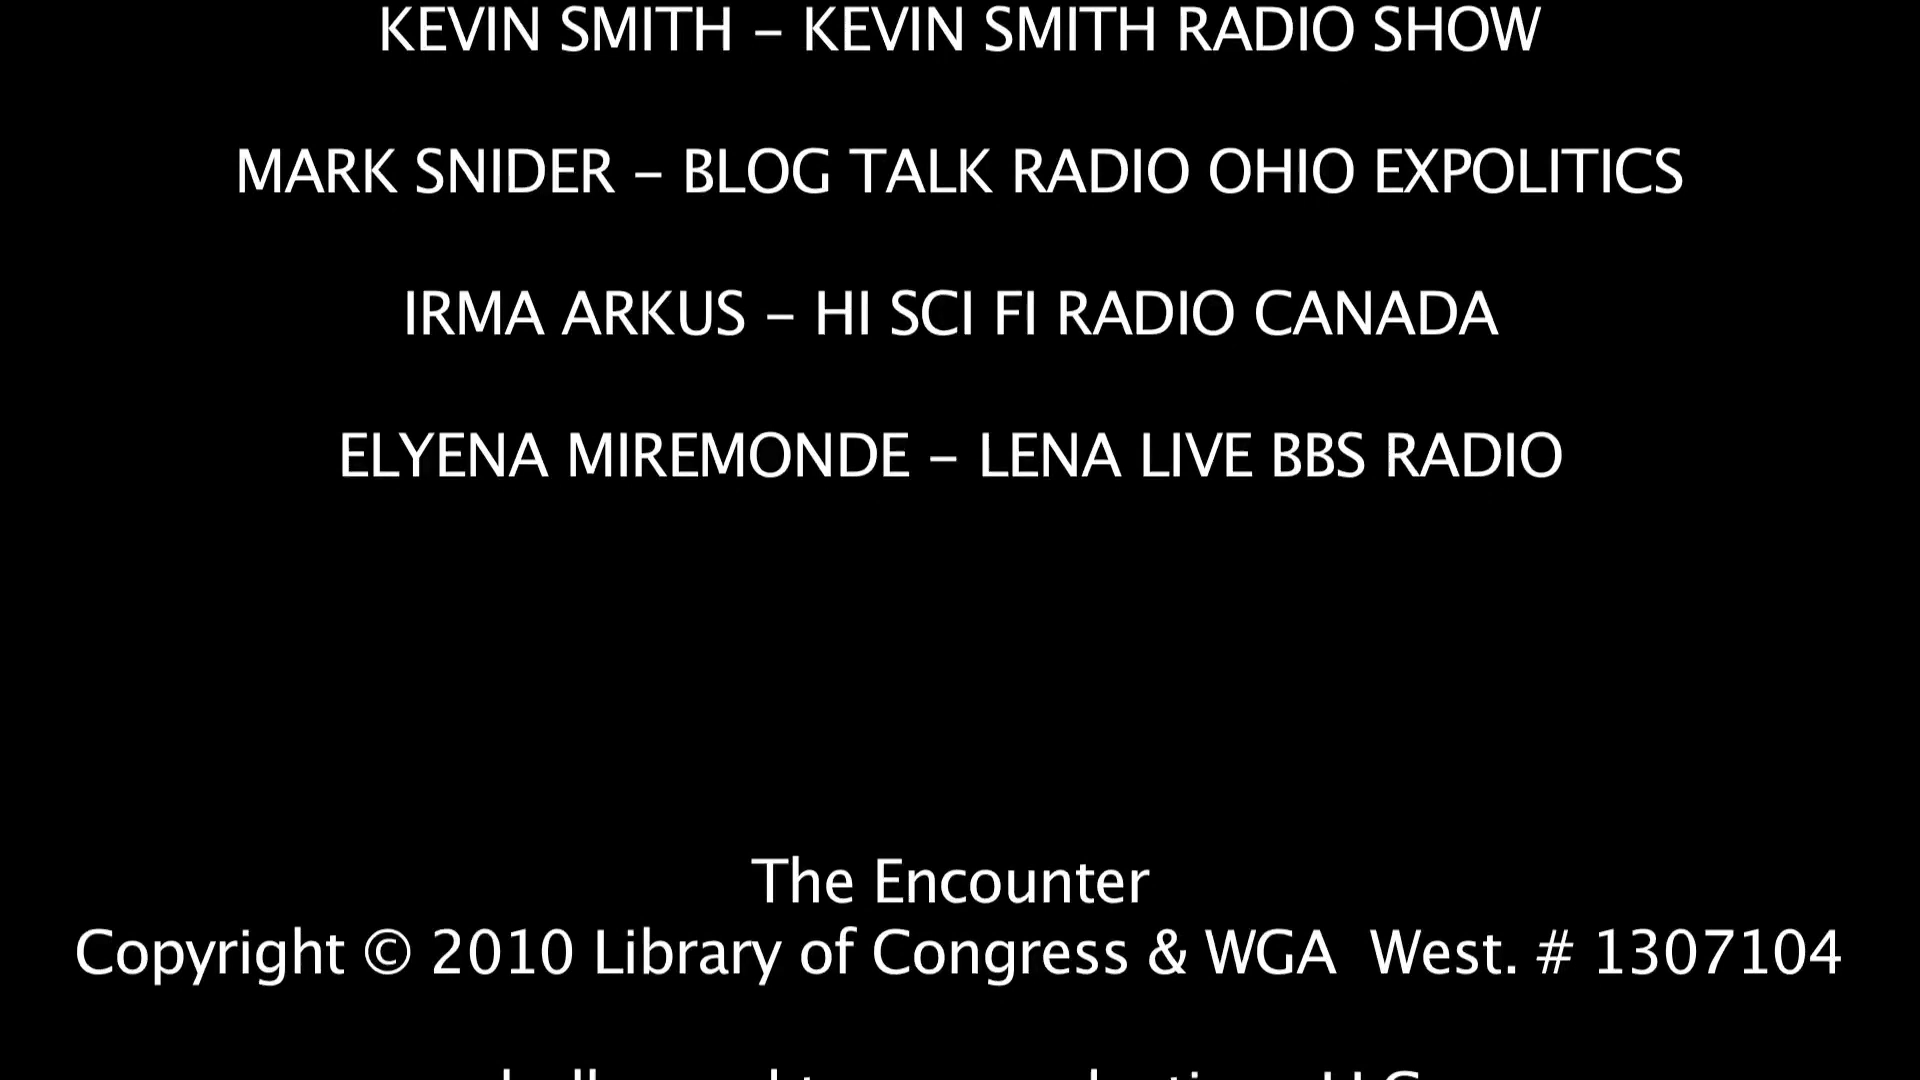 KEVIN SMITH – KEVIN SMITH RADIO SHOW
MARK SNIDER – BLOG TALK RADIO OHIO EXPOLITICS
IRMA ARKUS – HI SCI FI RADIO CANADA
ELYENA MIREMONDE – LENA LIVE BBS RADIO
The Encounter
Copyright © 2010 Library of Congress & WGA  West. # 1307104